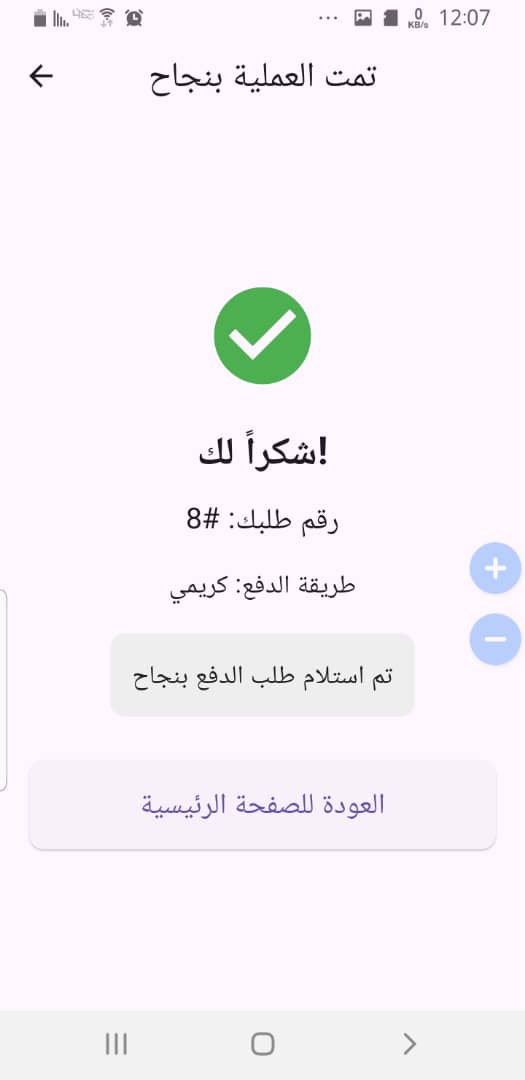 12:07
0
KB/s
تمت العملية بنجاح
شكراً لك!
رقم طلبك: #8
طريقة الدفع: كريمي
تم استلام طلب الدفع بنجاح
العودة للصفحة الرئيسية